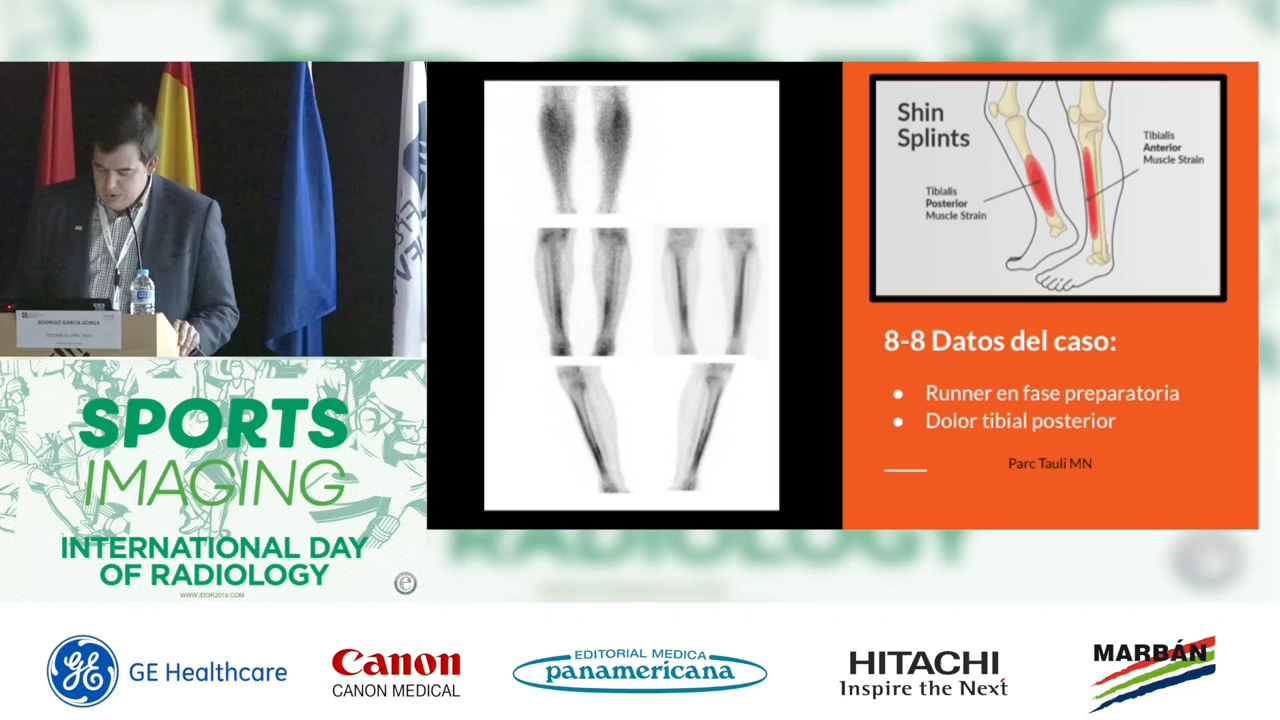 RODRIGO GARCIA GORGA
SPORTS
IMAGING
INTERNATIONAL DAY
OF RADIOLOGY
WWW.IDOR2019.COM
Shin
Splints
Tibialis
Anterior
Muscle Strain
Tibialis
Posterior
Muscle Strain
8-8 Datos del caso:
● Runner en fase preparatoria
● Dolor tibial posterior
Parc Taulí MN
GE Healthcare
Canon
CANON MEDICAL
EDITORIAL MEDICA
panamericana
HITACHI
Inspire the Next
MARBÁN